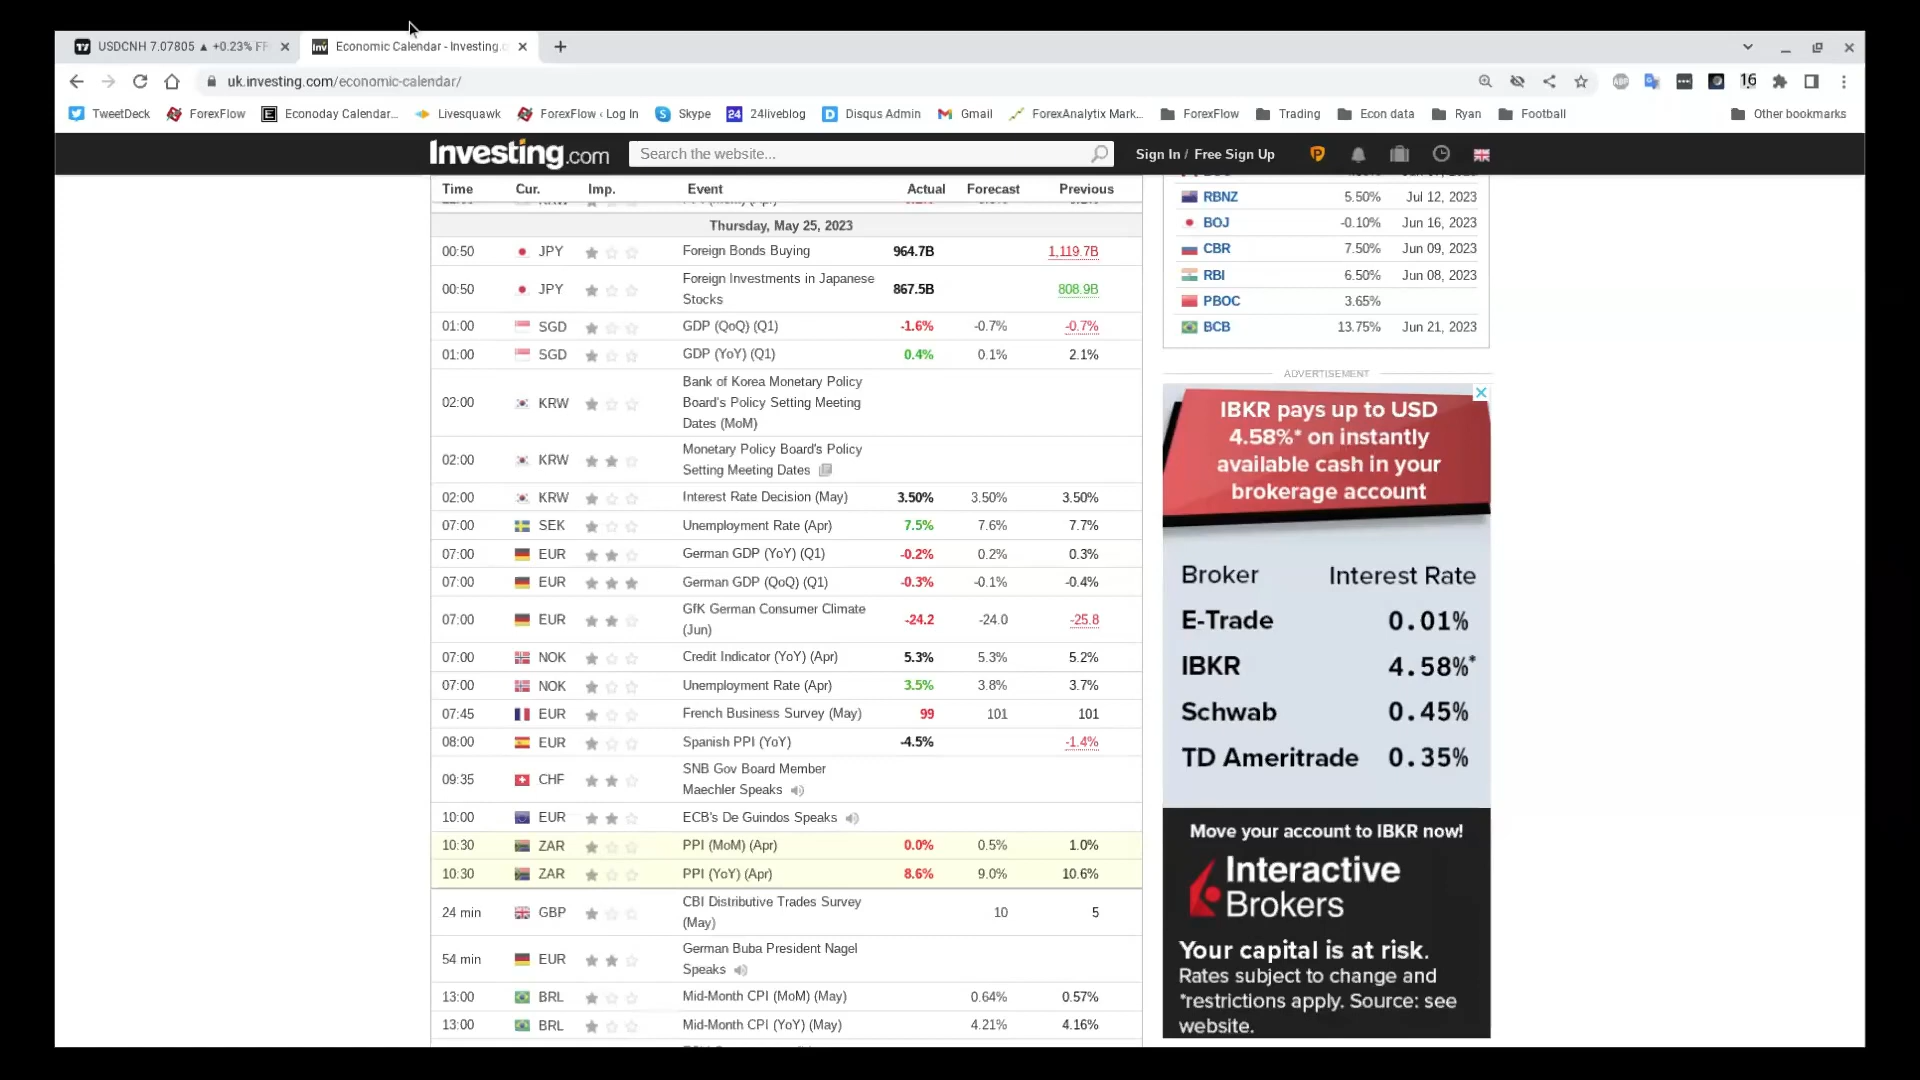 USDCNH 7.07805 ▲ +0.23% FR
Economic Calendar - Investing.c
uk.investing.com/economic-calendar/
16
TweetDeck ForexFlow Econoday Calendar... Livesquawk ForexFlow ‹ Log In Skype 24liveblog Disqus Admin Gmail ForexAnalytix Mark... ForexFlow Trading Econ data Ryan Football Other bookmarks
Investing.com Search the website... Sign In / Free Sign Up
Time Cur. Imp. Event Actual Forecast Previous
Thursday, May 25, 2023
00:50 JPY Foreign Bonds Buying 964.7B 1,119.7B
00:50 JPY Foreign Investments in Japanese
Stocks 867.5B 808.9B
01:00 SGD GDP (QoQ) (Q1) -1.6% -0.7% -0.7%
01:00 SGD GDP (YoY) (Q1) 0.4% 0.1% 2.1%
02:00 KRW Bank of Korea Monetary Policy
Board's Policy Setting Meeting
Dates (MoM)
02:00 KRW Monetary Policy Board's Policy
Setting Meeting Dates
02:00 KRW Interest Rate Decision (May) 3.50% 3.50% 3.50%
07:00 SEK Unemployment Rate (Apr) 7.5% 7.6% 7.7%
07:00 EUR German GDP (YoY) (Q1) -0.2% 0.2% 0.3%
07:00 EUR German GDP (QoQ) (Q1) -0.3% -0.1% -0.4%
07:00 EUR GfK German Consumer Climate
(Jun) -24.2 -24.0 -25.8
07:00 NOK Credit Indicator (YoY) (Apr) 5.3% 5.3% 5.2%
07:00 NOK Unemployment Rate (Apr) 3.5% 3.8% 3.7%
07:45 EUR French Business Survey (May) 99 101 101
08:00 EUR Spanish PPI (YoY) -4.5% -1.4%
09:35 CHF SNB Gov Board Member
Maechler Speaks
10:00 EUR ECB's De Guindos Speaks
10:30 ZAR PPI (MoM) (Apr) 0.0% 0.5% 1.0%
10:30 ZAR PPI (YoY) (Apr) 8.6% 9.0% 10.6%
24 min GBP CBI Distributive Trades Survey
(May) 10 5
54 min EUR German Buba President Nagel
Speaks
13:00 BRL Mid-Month CPI (MoM) (May) 0.64% 0.57%
13:00 BRL Mid-Month CPI (YoY) (May) 4.21% 4.16%
RBNZ 5.50% Jul 12, 2023
BOJ -0.10% Jun 16, 2023
CBR 7.50% Jun 09, 2023
RBI 6.50% Jun 08, 2023
PBOC 3.65%
BCB 13.75% Jun 21, 2023
ADVERTISEMENT
IBKR pays up to USD
4.58%* on instantly
available cash in your
brokerage account
Broker Interest Rate
E-Trade 0.01%
IBKR 4.58%*
Schwab 0.45%
TD Ameritrade 0.35%
Move your account to IBKR now!
Interactive
Brokers
Your capital is at risk.
Rates subject to change and
*restrictions apply. Source: see
website.